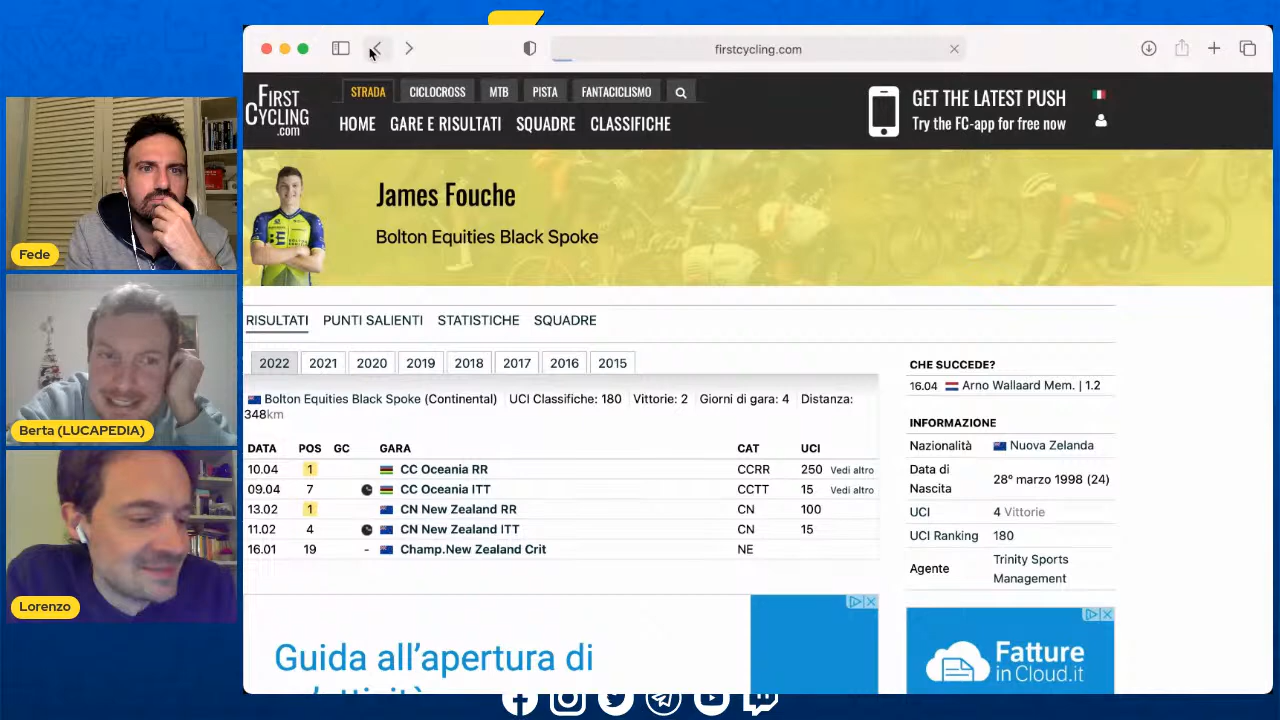 firstcycling.com
FIRST
CYCLING
.com
STRADA
CICLOCROSS
MTB
PISTA
FANTACICLISMO
HOME
GARE E RISULTATI
SQUADRE
CLASSIFICHE
GET THE LATEST PUSH
Try the FC-app for free now
James Fouche
Bolton Equities Black Spoke
Fede
Berta (LUCAPEDIA)
Lorenzo
RISULTATI PUNTI SALIENTI STATISTICHE SQUADRE
2022 2021 2020 2019 2018 2017 2016 2015
Bolton Equities Black Spoke (Continental) UCI Classifiche: 180 Vittorie: 2 Giorni di gara: 4 Distanza:
348km
DATA POS GC GARA CAT UCI
10.04 1 CC Oceania RR CCRR 250 Vedi altro
09.04 7 CC Oceania ITT CCTT 15 Vedi altro
13.02 1 CN New Zealand RR CN 100
11.02 4 CN New Zealand ITT CN 15
16.01 19 - Champ.New Zealand Crit NE
CHE SUCCEDE?
16.04 Arno Wallaard Mem. | 1.2
INFORMAZIONE
Nazionalità Nuova Zelanda
Data di
Nascita
28º marzo 1998 (24)
UCI 4 Vittorie
UCI Ranking 180
Agente
Trinity Sports
Management
Guida all'apertura di
Fatture
in Cloud.it